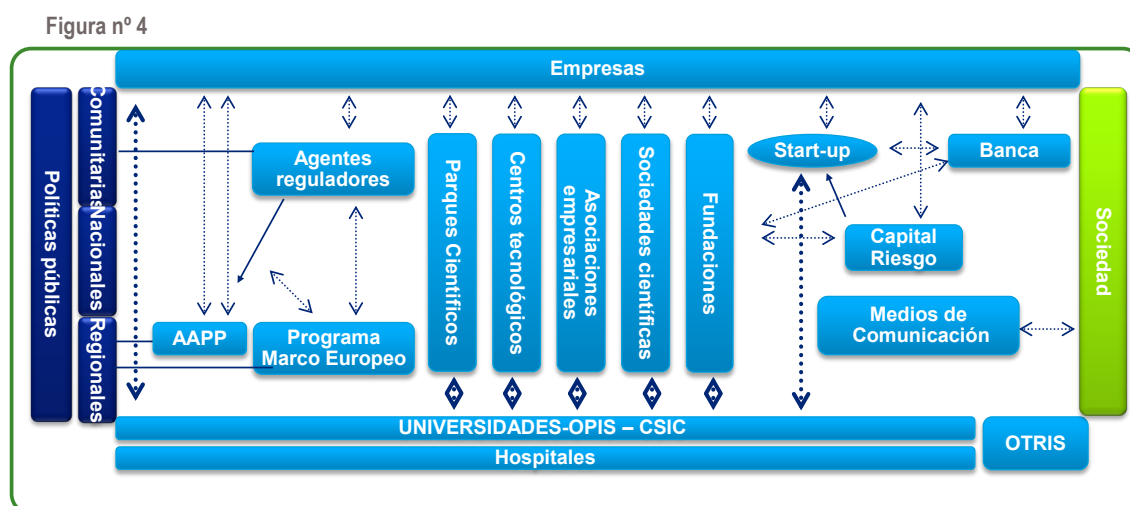 Figura nº 4
Empresas
Políticas públicas
Comunitarias
Nacionales
Regionales
Agentes
reguladores
AAPP
Programa
Marco Europeo
Parques Científicos
Centros tecnológicos
Asociaciones
empresariales
Sociedades científicas
Fundaciones
Start-up
Banca
Capital
Riesgo
Medios de
Comunicación
Sociedad
UNIVERSIDADES-OPIS – CSIC
Hospitales
OTRIS